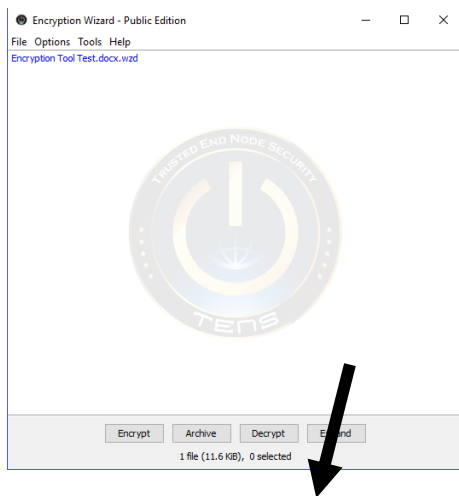 Encryption Wizard - Public Edition
File Options Tools Help
Encryption Tool Test.docx.wzd
TRUSTED END NODE SECURITY
TENS
Encrypt Archive Decrypt
1 file (11.6 KiB), 0 selected